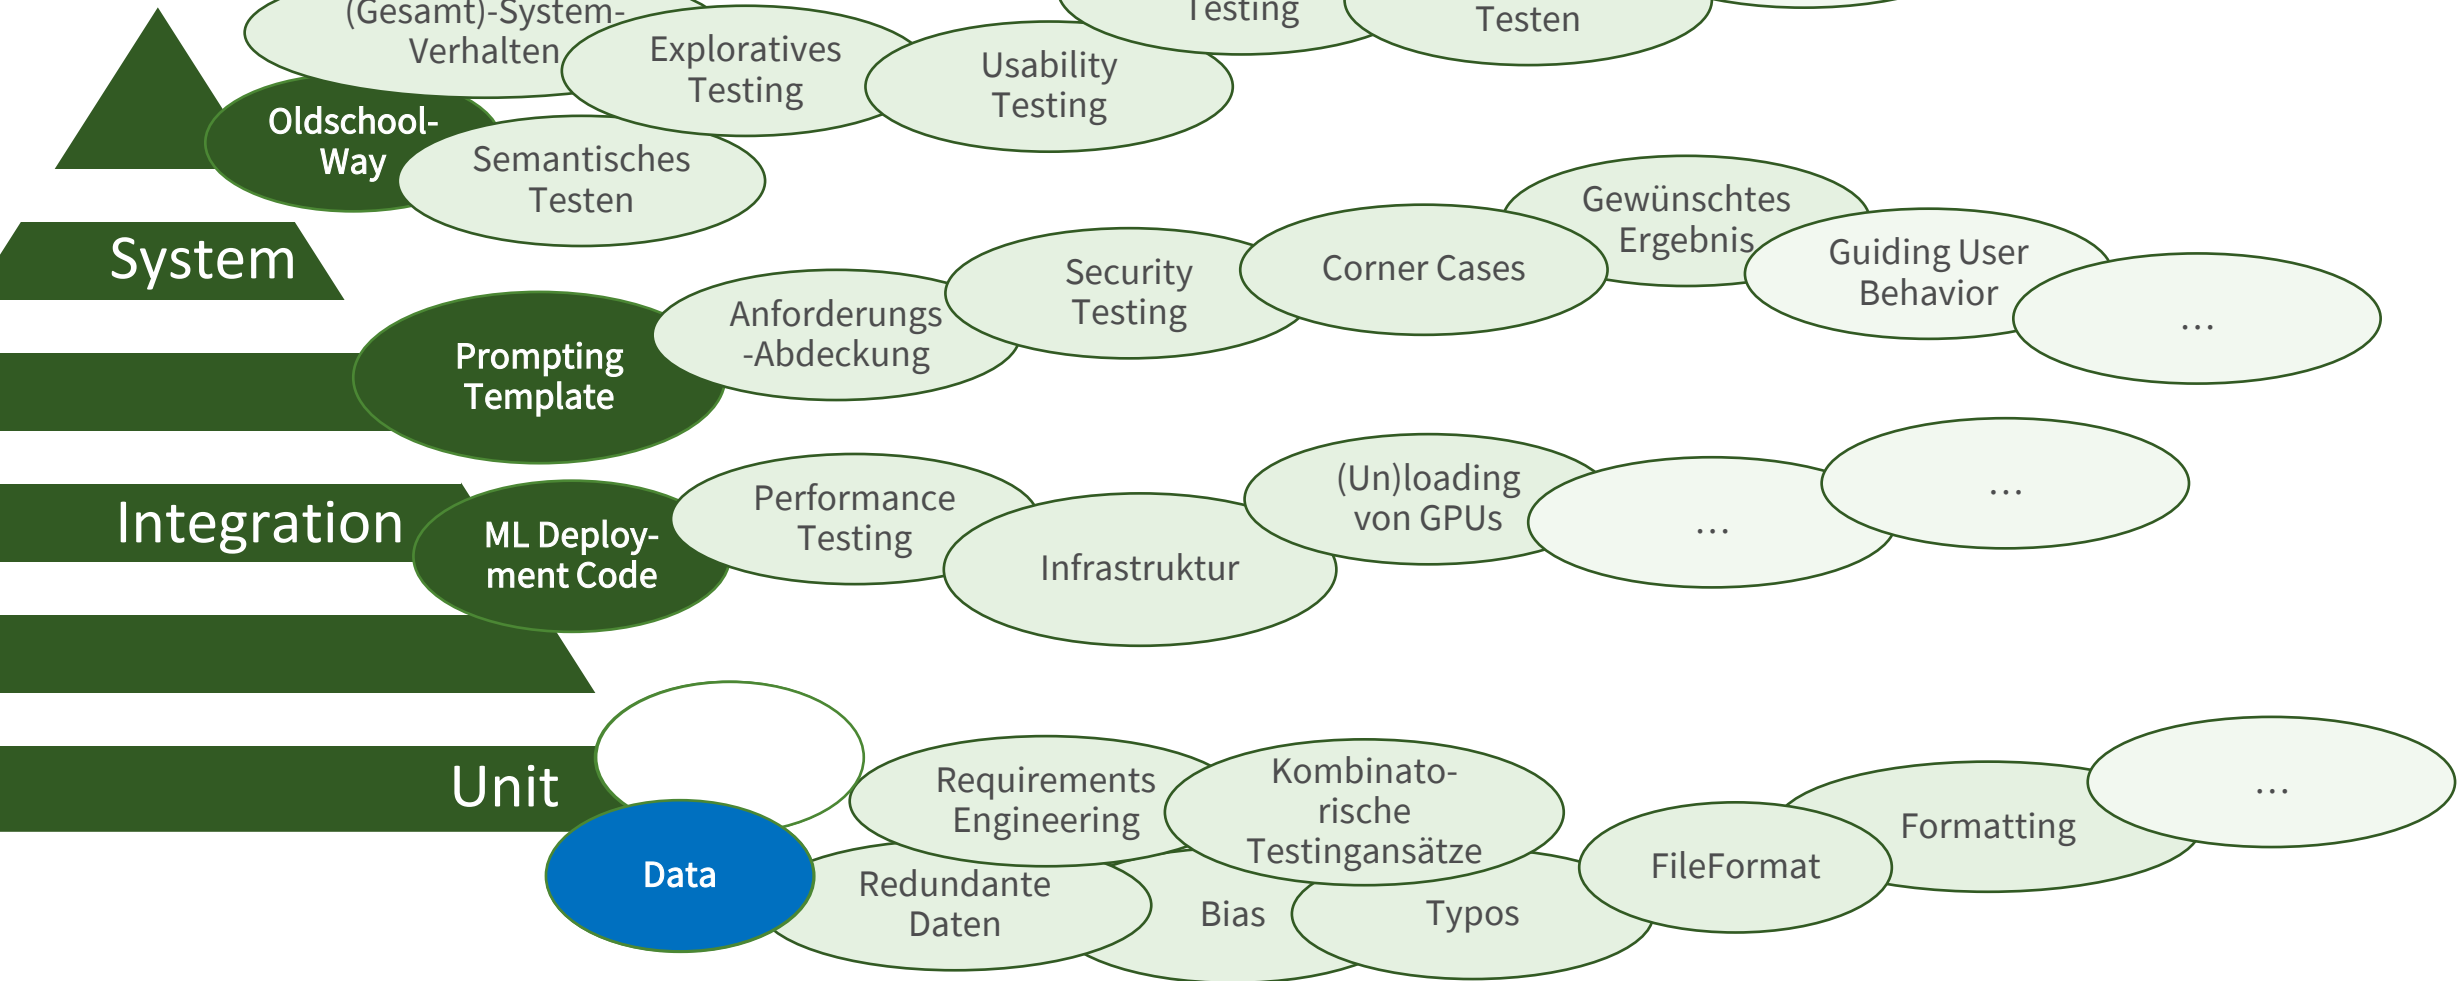 (Gesamt)-System-
Verhalten
Exploratives
Testing
Usability
Testing
Testing
Testen
Oldschool-
Way
Semantisches
Testen
System
Prompting
Template
Anforderungs
-Abdeckung
Security
Testing
Corner Cases
Gewünschtes
Ergebnis
Guiding User
Behavior
...
Integration
ML Deploy-
ment Code
Performance
Testing
Infrastruktur
(Un)loading
von GPUs
...
...
Unit
Data
Requirements
Engineering
Redundante
Daten
Bias
Kombinato-
rische
Testingansätze
Typos
FileFormat
Formatting
...